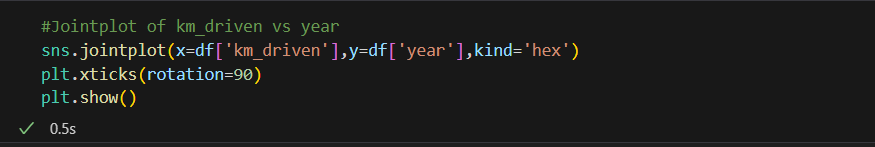 #Jointplot of km_driven vs year
sns.jointplot(x=df['km_driven'],y=df['year'],kind='hex')
plt.xticks(rotation=90)
plt.show()
✓ 0.5s